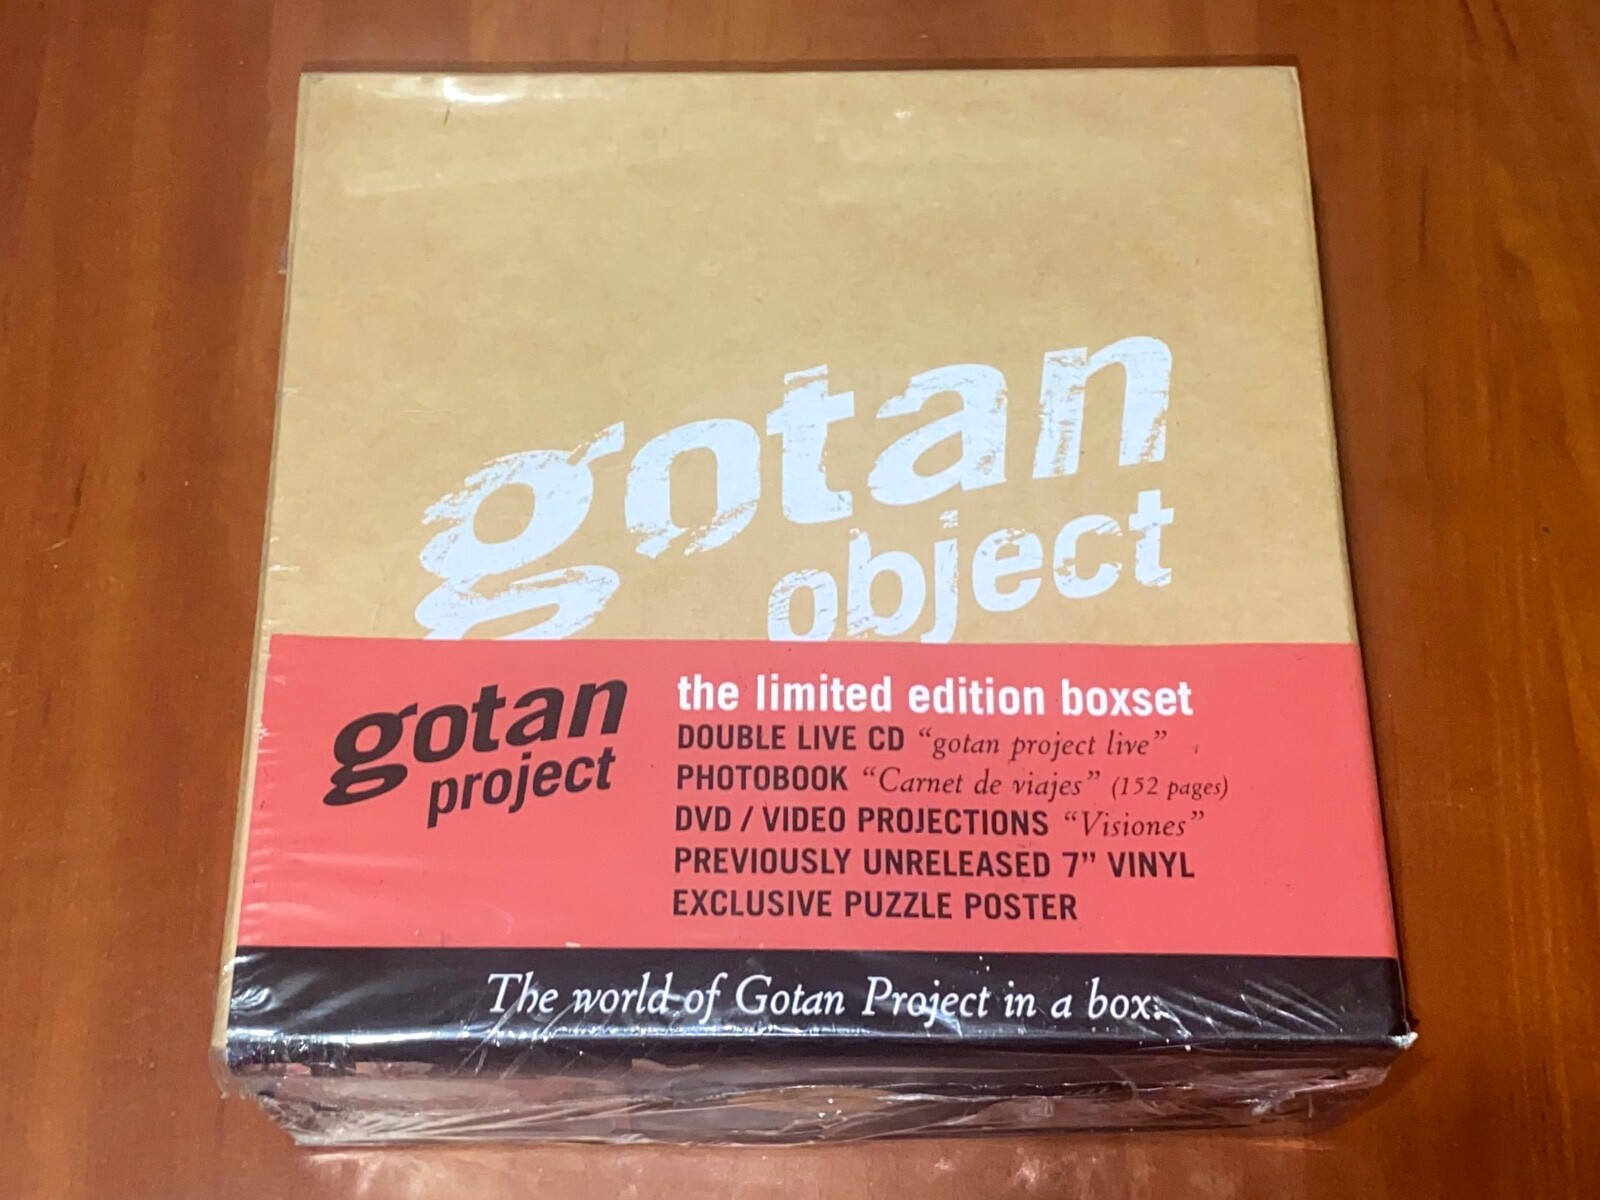 gotan
object
gotan
project
the limited edition boxset
DOUBLE LIVE CD “gotan project live”
PHOTOBOOK “Carnet de viajes” (152 pages)
DVD / VIDEO PROJECTIONS “Visiones”
PREVIOUSLY UNRELEASED 7” VINYL
EXCLUSIVE PUZZLE POSTER
The world of Gotan Project in a box.